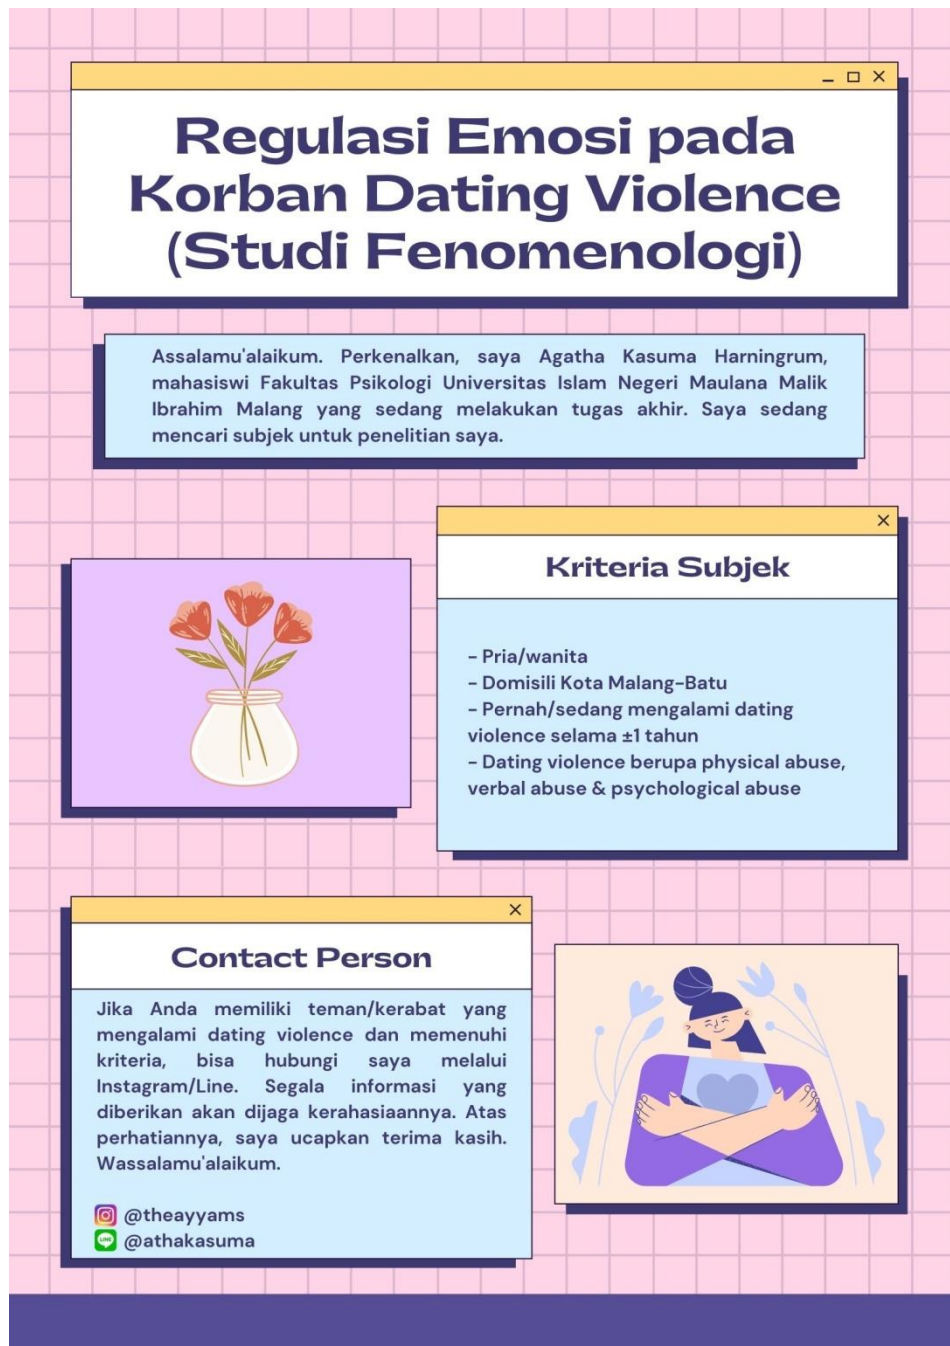 Regulasi Emosi pada
Korban Dating Violence
(Studi Fenomenologi)
Assalamu'alaikum. Perkenalkan, saya Agatha Kasuma Harningrum,
mahasiswi Fakultas Psikologi Universitas Islam Negeri Maulana Malik
Ibrahim Malang yang sedang melakukan tugas akhir. Saya sedang
mencari subjek untuk penelitian saya.
Kriteria Subjek
- Pria/wanita
- Domisili Kota Malang-Batu
- Pernah/sedang mengalami dating
violence selama ±1 tahun
- Dating violence berupa physical abuse,
verbal abuse & psychological abuse
Contact Person
Jika Anda memiliki teman/kerabat yang
mengalami dating violence dan memenuhi
kriteria, bisa hubungi saya melalui
Instagram/Line. Segala informasi yang
diberikan akan dijaga kerahasiaannya. Atas
perhatiannya, saya ucapkan terima kasih.
Wassalamu'alaikum.
@theayyams
LINE @athakasuma